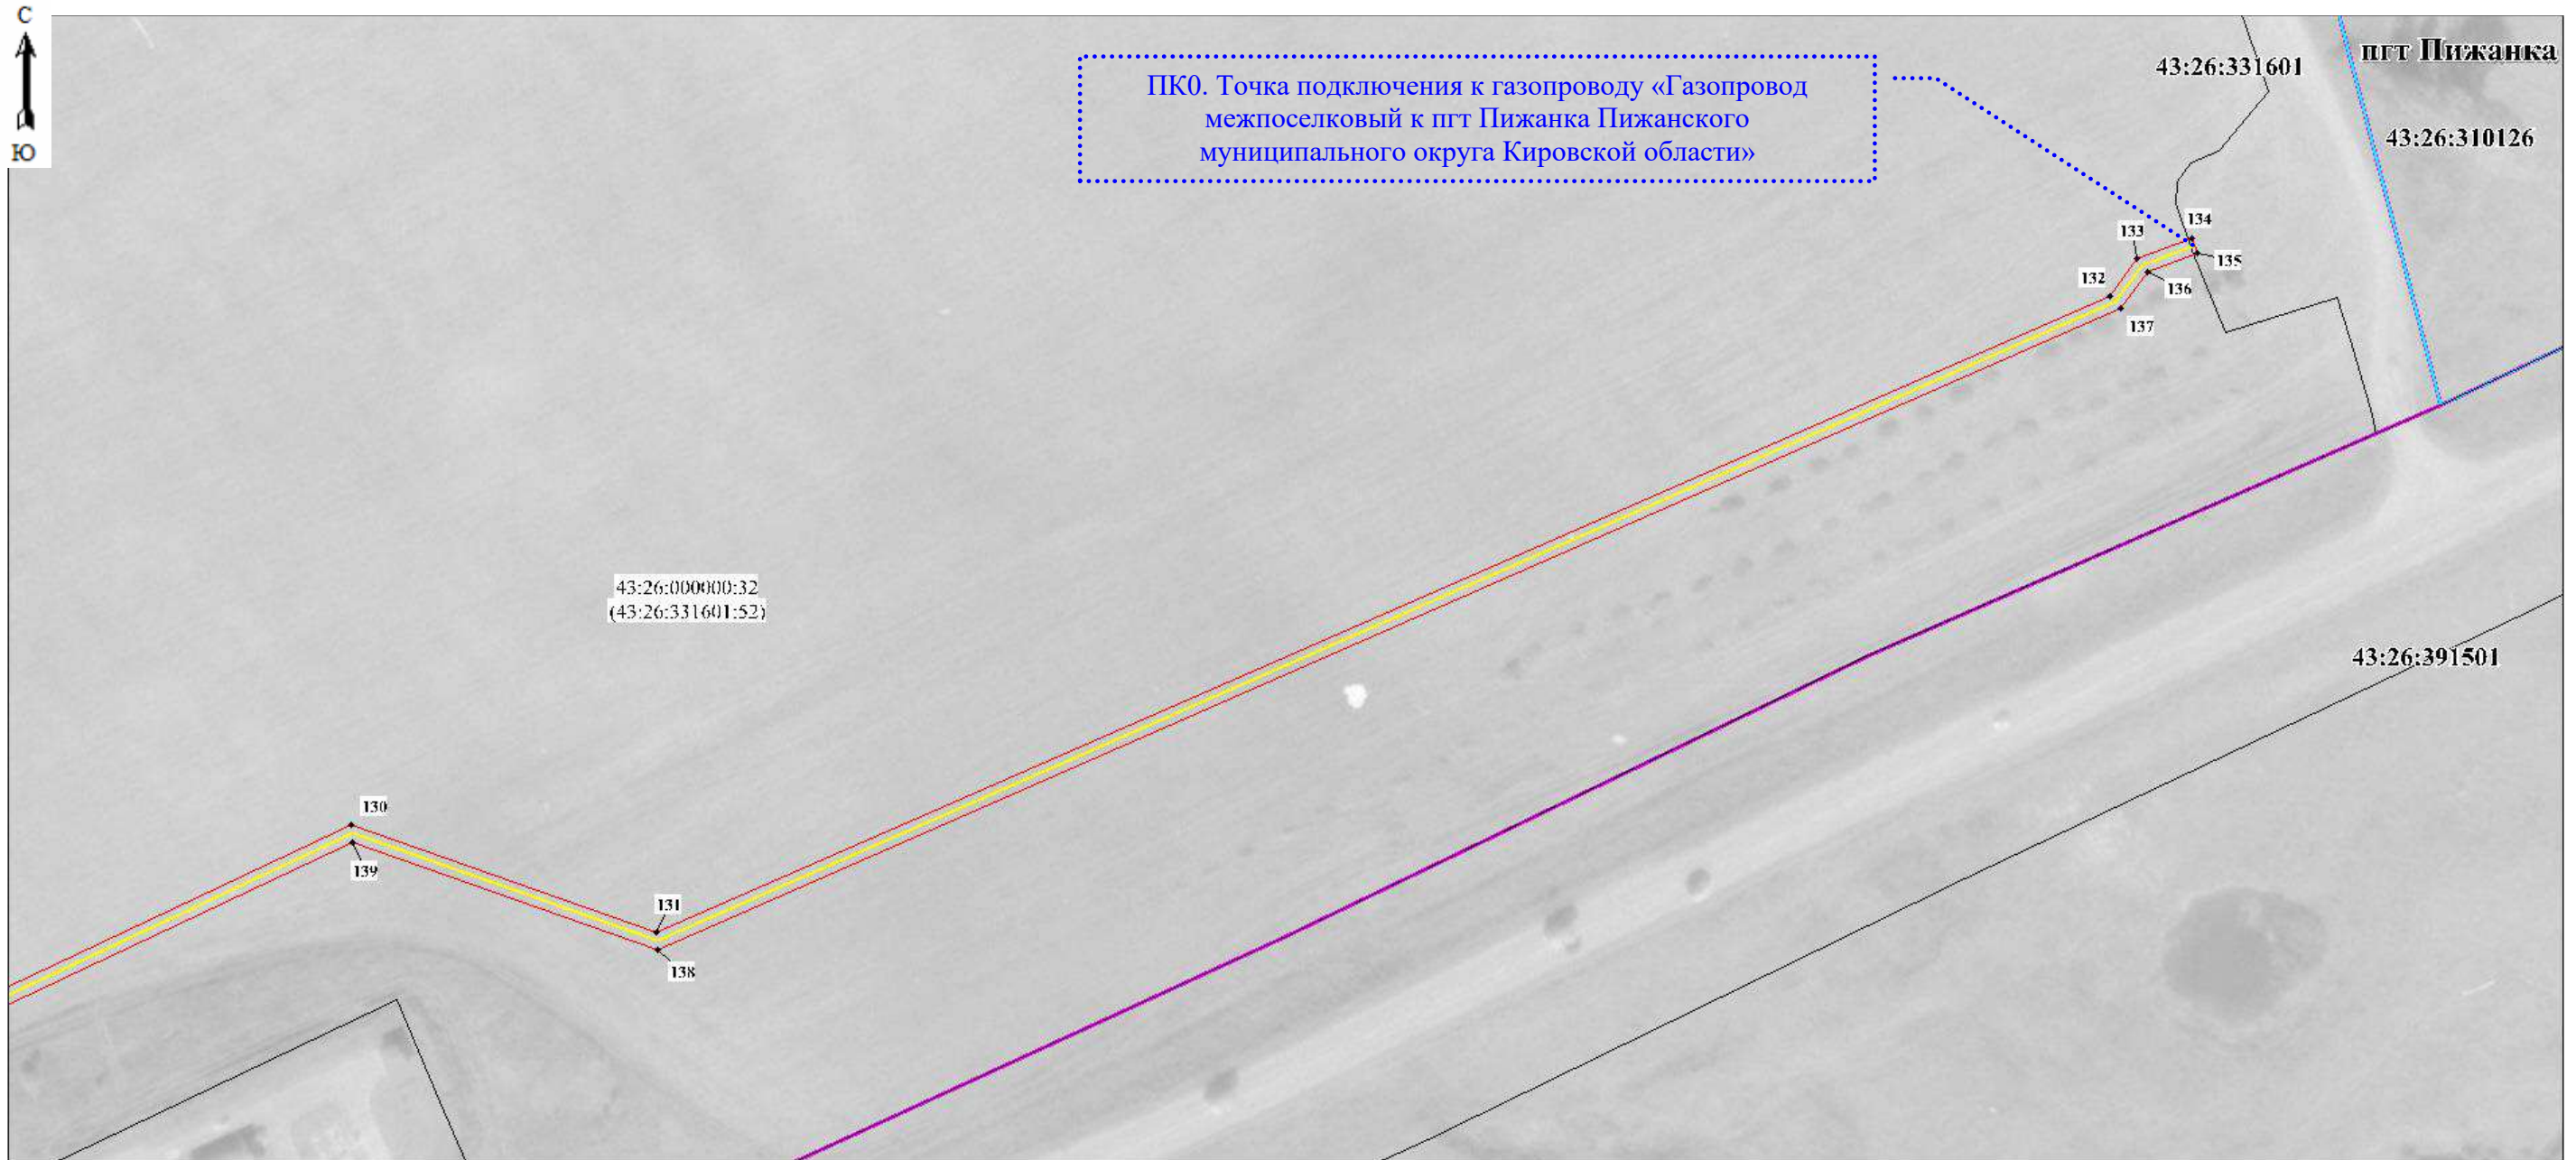 С
Ю
ПК0. Точка подключения к газопроводу «Газопровод
межпоселковый к пгт Пижанка Пижанского
муниципального округа Кировской области»
43:26:331601
пгт Пижанка
43:26:310126
134
133
135
132
136
137
43:26:000000:32
(43:26:331601:52)
43:26:391501
130
139
131
138